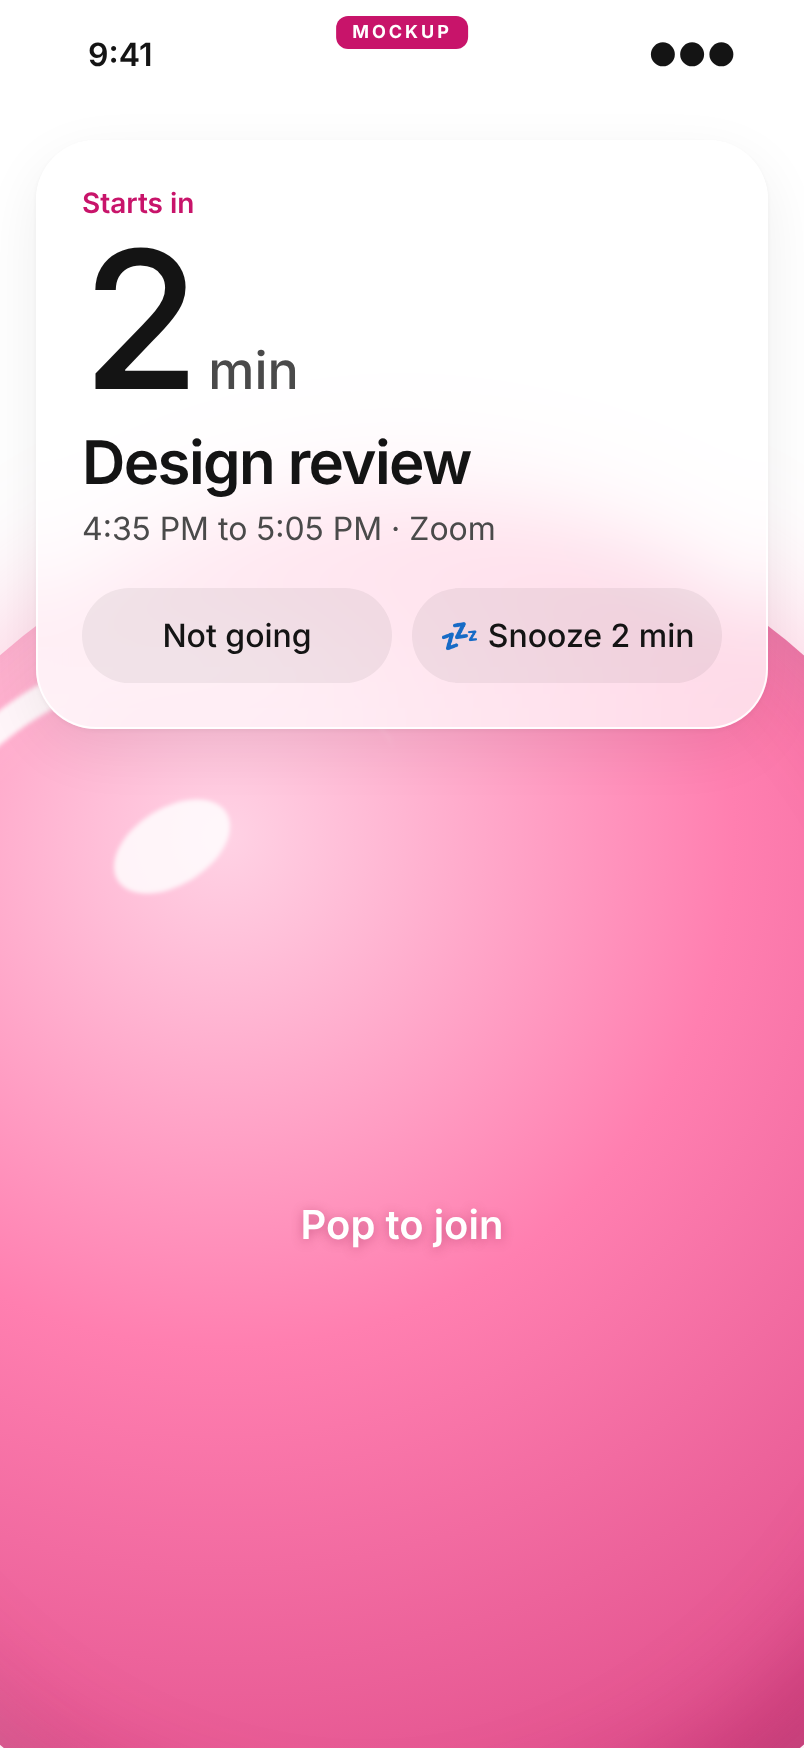 MOCKUP
9:41
Starts in
2 min
Design review
4:35 PM to 5:05 PM · Zoom
Not going
💤 Snooze 2 min
Pop to join